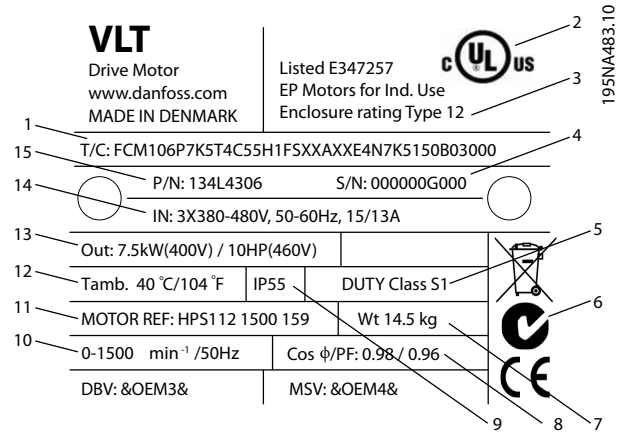 VLT
Drive Motor
www.danfoss.com
MADE IN DENMARK
Listed E347257
EP Motors for Ind. Use
Enclosure rating Type 12
C UL ® US
195NA483.10
2
3
1
4
T/C: FCM106P7K5T4C55H1FSXXAXXE4N7K5150B03000
15
P/N: 134L4306 S/N: 000000G000
14
IN: 3X380-480V, 50-60Hz, 15/13A
13
Out: 7.5kW(400V) / 10HP(460V)
5
12
Tamb. 40 °C/104 °F IP55 DUTY Class S1
6
11
MOTOR REF: HPS112 1500 159 Wt 14.5 kg
10
0-1500 min⁻¹ /50Hz Cos ϕ/PF: 0.98 / 0.96
CE
DBV: &OEM3& MSV: &OEM4&
9 8 7